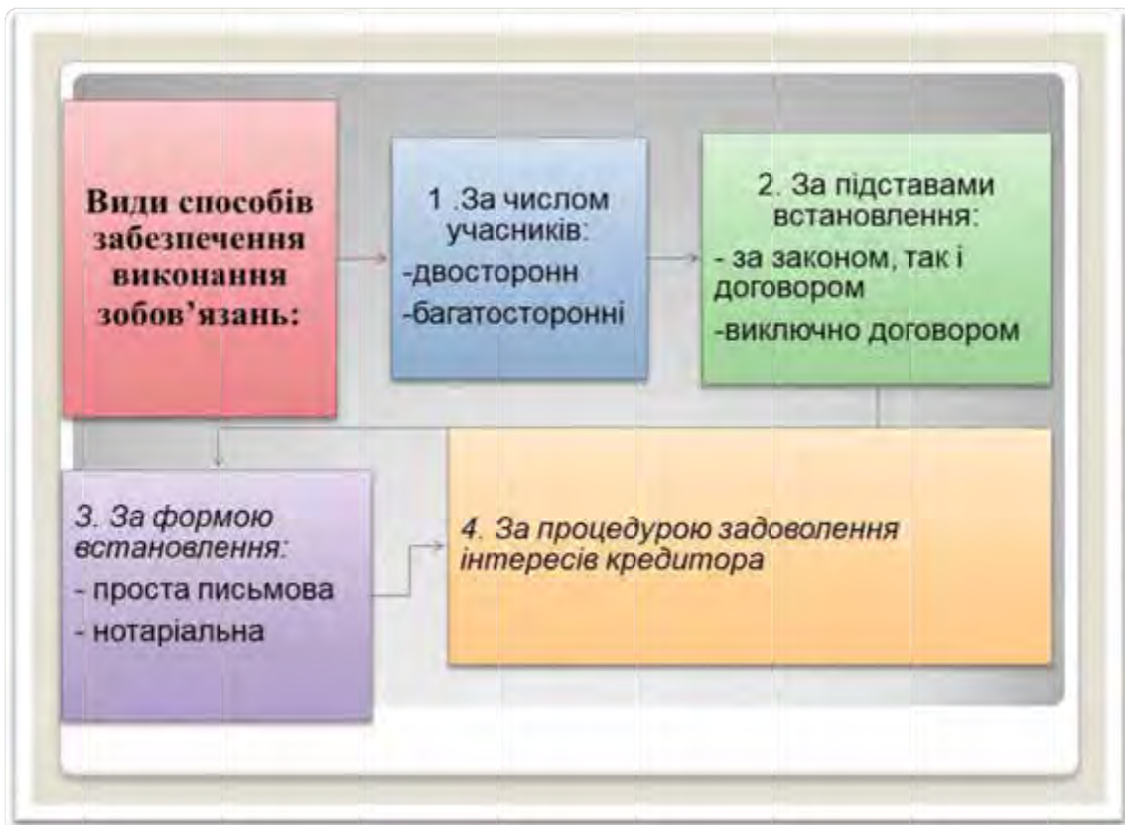 Види способів
забезпечення
виконання
зобов’язань:
1 .За числом
учасників:
-двосторонн
-багатосторонні
2. За підставами
встановлення:
- за законом, так і
договором
-виключно договором
3. За формою
встановлення:
- проста письмова
- нотаріальна
4. За процедурою задоволення
інтересів кредитора